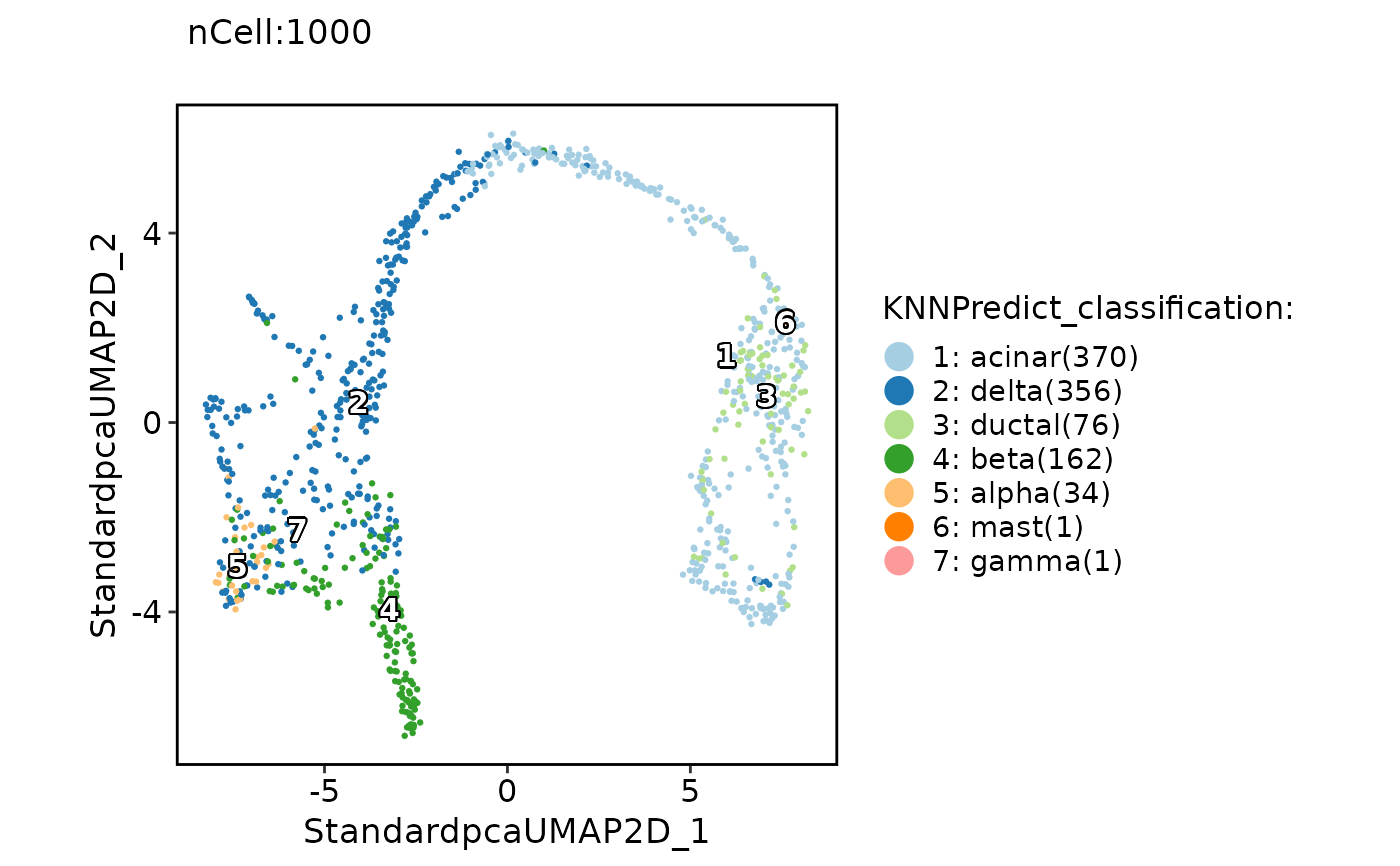 nCell:1000
StandardpcaUMAP2D_2
4
0
-4
-5
0
5
StandardpcaUMAP2D_1
1
2
3
4
5
6
7
KNNPredict_classification:
1: acinar(370)
2: delta(356)
3: ductal(76)
4: beta(162)
5: alpha(34)
6: mast(1)
7: gamma(1)